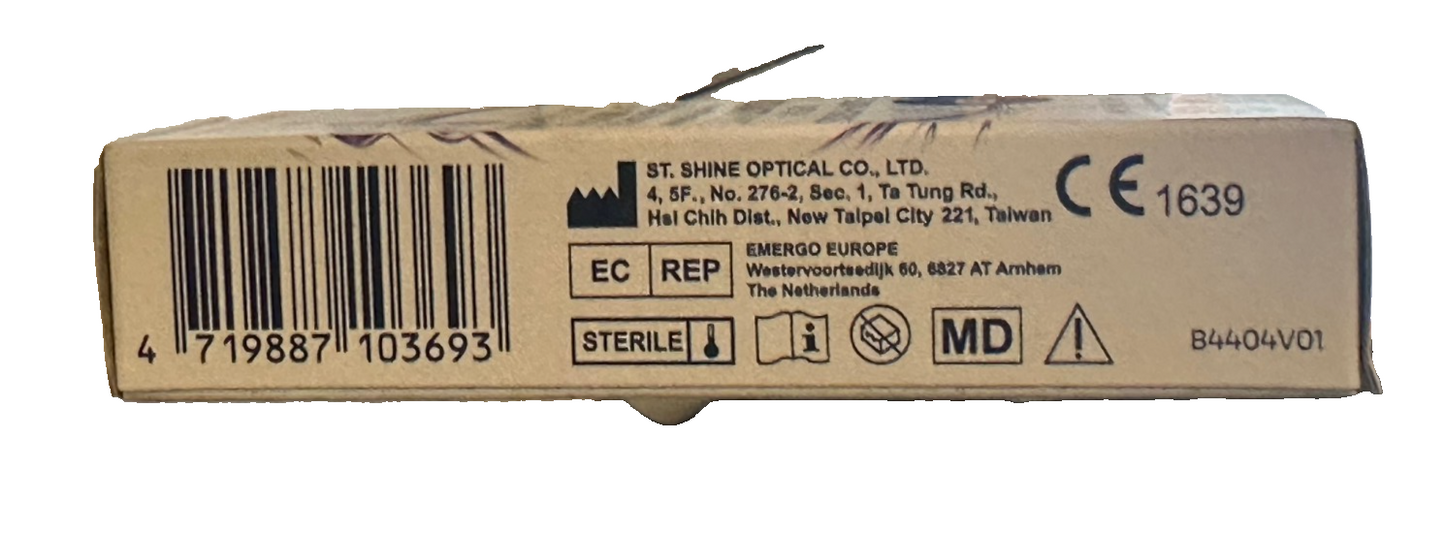 ST. SHINE OPTICAL CO., LTD.
4, 5F., No. 276-2, Sec. 1, Ta Tung Rd.,
Hsi Chih Dist., New Taipei City 221, Taiwan
CE 1639
EC REP
EMERGO EUROPE
Westervoortsedijk 60, 6827 AT Arnhem
The Netherlands
STERILE
i
MD
!
B4404V01
4 719887 103693